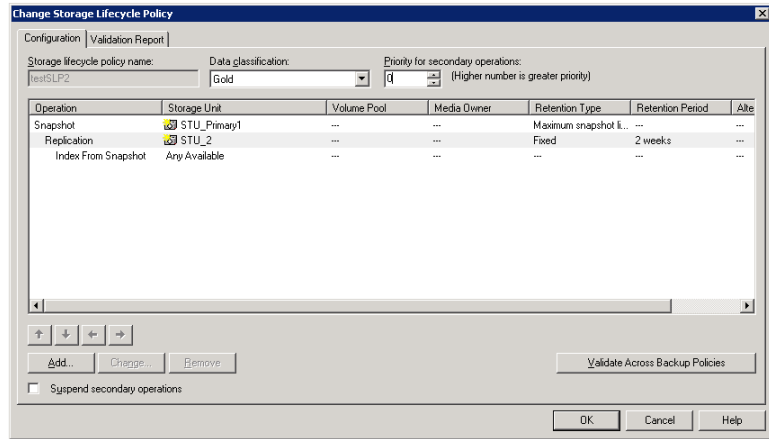 Change Storage Lifecycle Policy
Configuration Validation Report
Storage lifecycle policy name: Data classification: Priority for secondary operations:
testSLP2 Gold 0 (Higher number is greater priority)
Operation Storage Unit Volume Pool Media Owner Retention Type Retention Period Alte
Snapshot STU_Primary1 --- --- Maximum snapshot li... --- ---
Replication STU_2 --- --- Fixed 2 weeks ---
Index From Snapshot Any Available --- --- --- --- ---
Add... Change... Remove Validate Across Backup Policies
Suspend secondary operations
OK Cancel Help